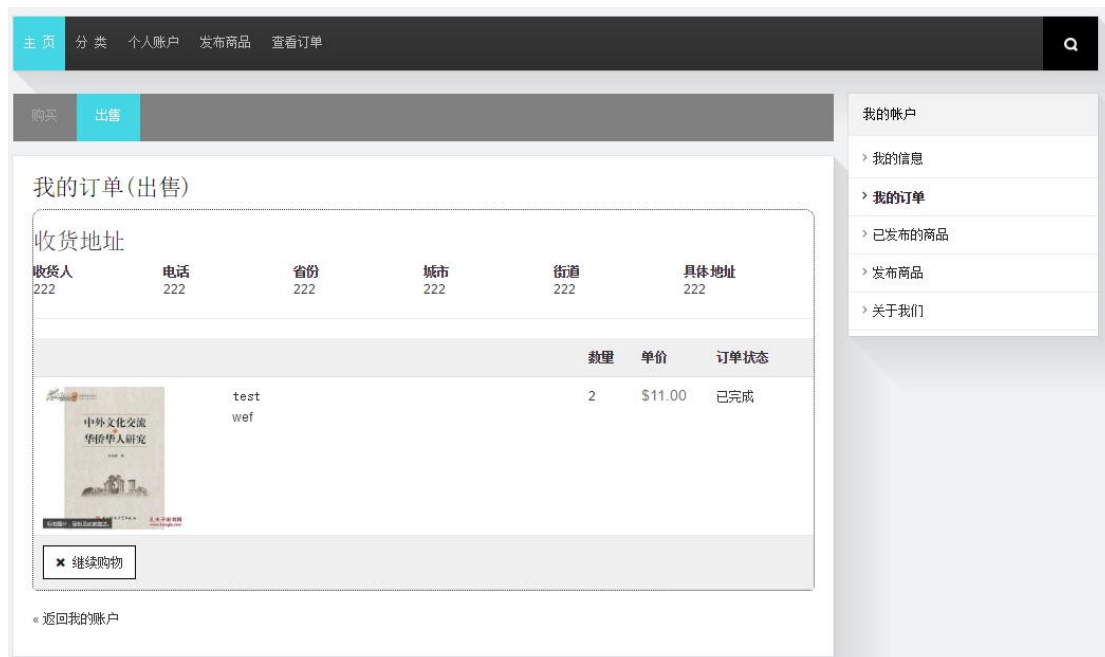 主 页 分 类 个人账户 发布商品 查看订单
购买 出售
我的订单(出售)
收货地址
收货人 电话 省份 城市 街道 具体地址
222 222 222 222 222 222
数量 单价 订单状态
test 2 $11.00 已完成
wef
中外文化交流
华侨华人研究
✖ 继续购物
« 返回我的账户
我的帐户
› 我的信息
› 我的订单
› 已发布的商品
› 发布商品
› 关于我们